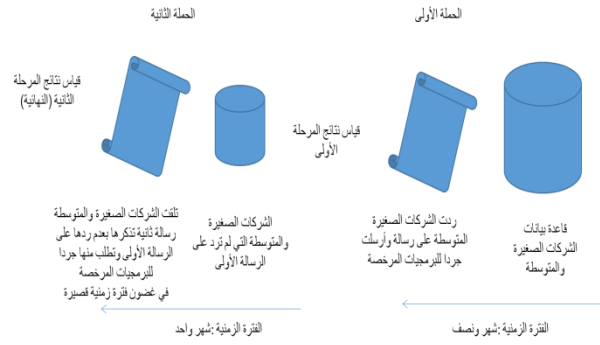 الحملة الأولى
قاعدة بيانات
الشركات الصغيرة
والمتوسطة
ردت الشركات الصغيرة
المتوسطة على رسالة وأرسلت
جردا للبرمجيات المرخصة
قياس نتائج المرحلة
الأولى
الفترة الزمنية :شهر ونصف
الحملة الثانية
الشركات الصغيرة
والمتوسطة التي لم ترد على
الرسالة الأولى
تلقت الشركات الصغيرة والمتوسطة
رسالة ثانية تذكرها بعدم ردها على
الرسالة الأولى وتطلب منها جردا
للبرمجيات المرخصة
في غضون فترة زمنية قصيرة
قياس نتائج المرحلة
الثانية (النهائية)
الفترة الزمنية :شهر واحد